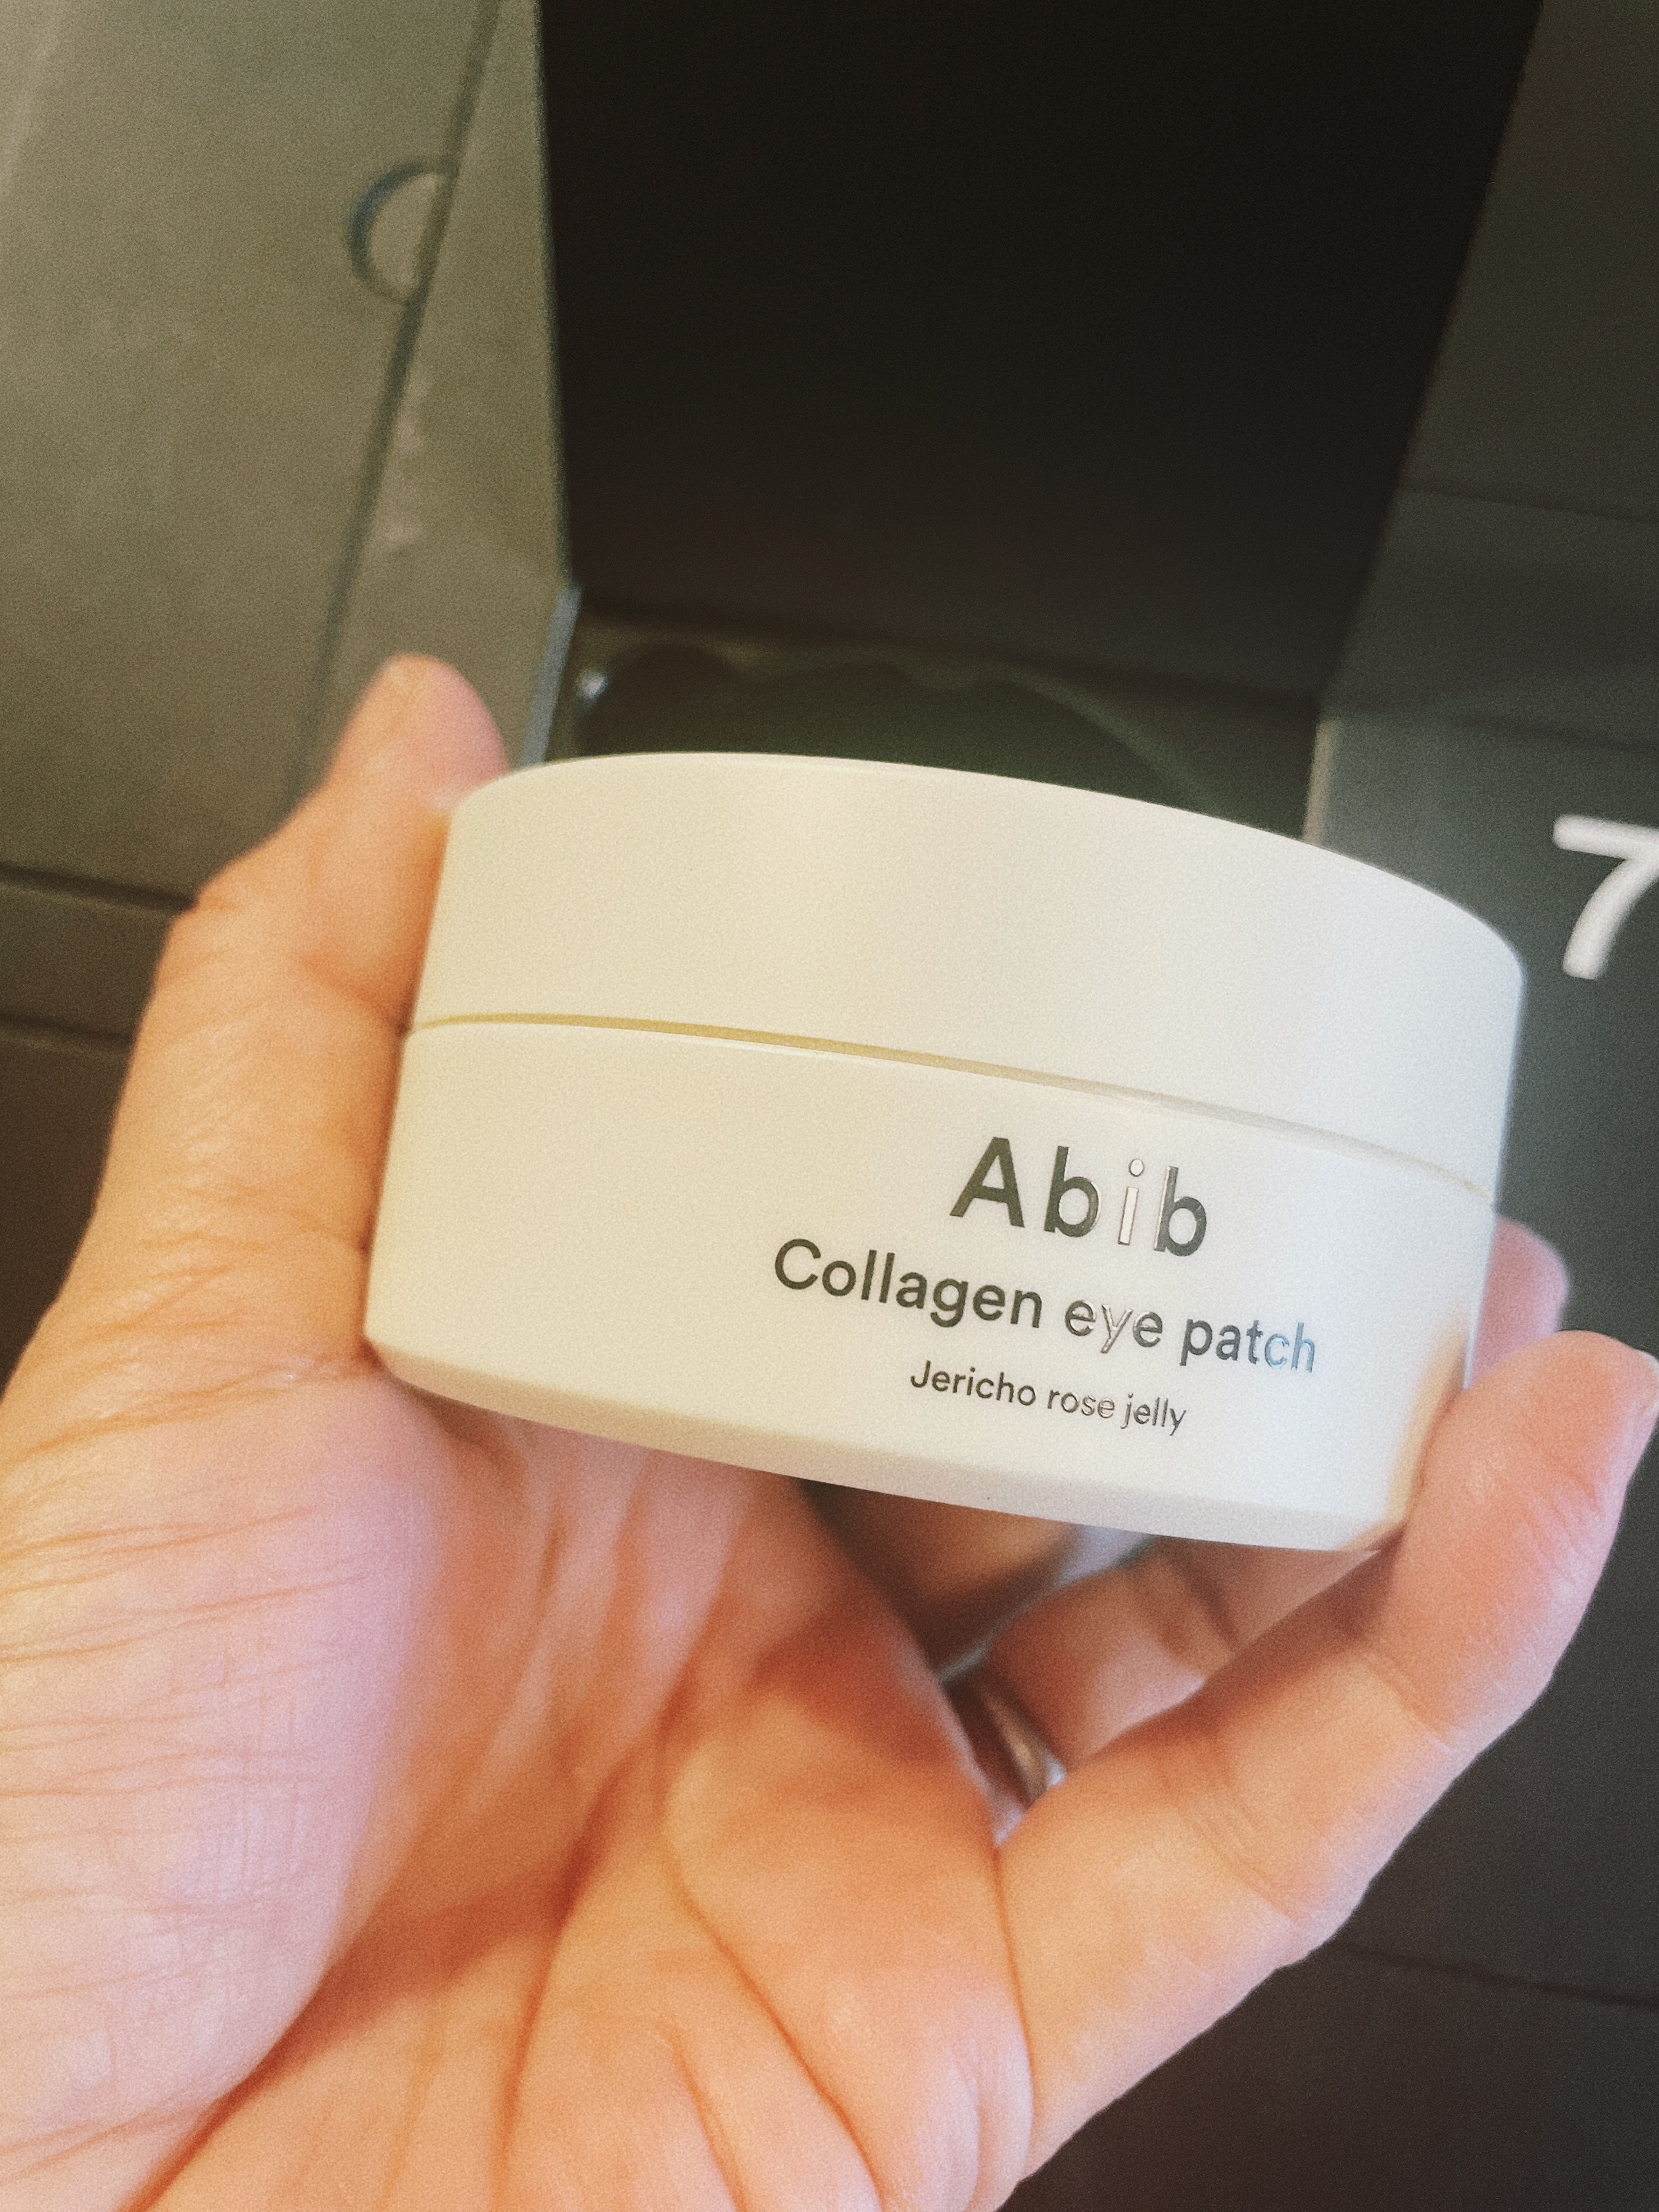 Abib
Collagen eye patch
Jericho rose jelly
7